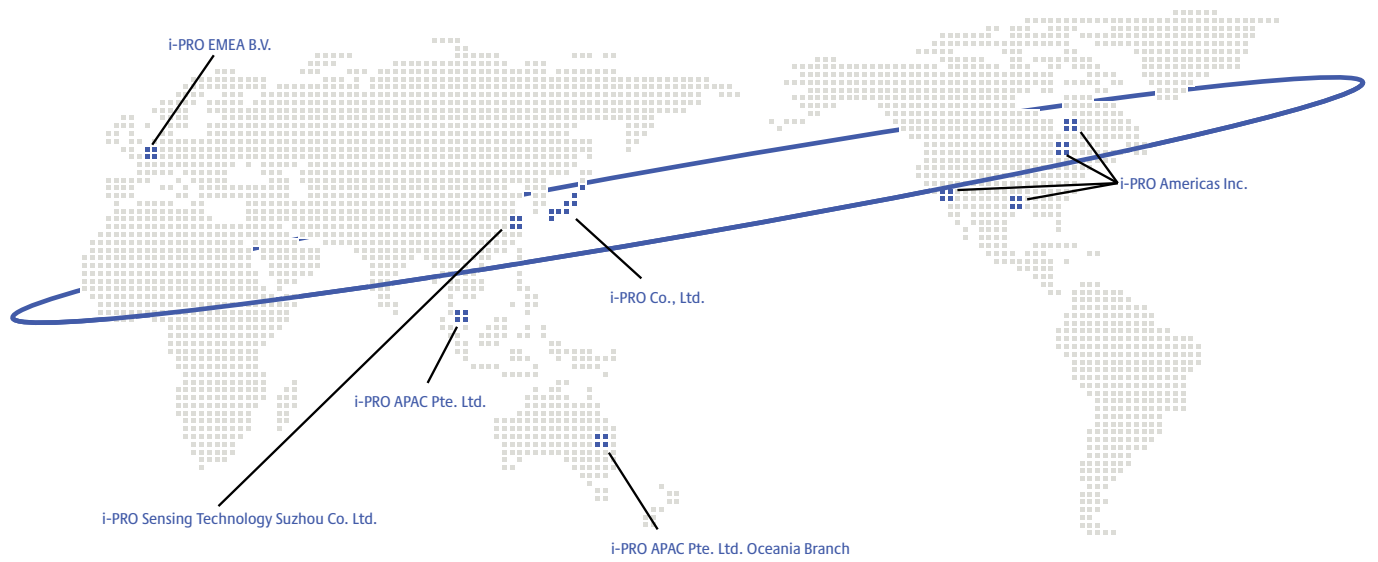 i-PRO EMEA B.V.
i-PRO Americas Inc.
i-PRO Co., Ltd.
i-PRO APAC Pte. Ltd.
i-PRO Sensing Technology Suzhou Co. Ltd.
i-PRO APAC Pte. Ltd. Oceania Branch